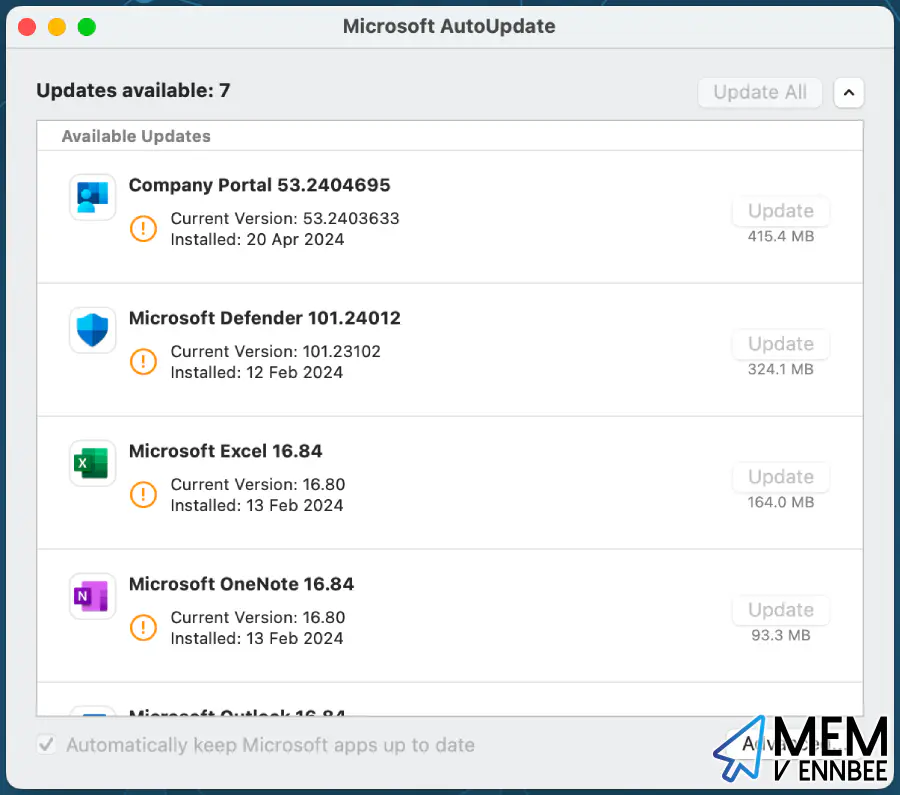 Microsoft AutoUpdate
Updates available: 7
Update All
Available Updates
Company Portal 53.2404695
Current Version: 53.2403633
Installed: 20 Apr 2024
Update
415.4 MB
Microsoft Defender 101.24012
Current Version: 101.23102
Installed: 12 Feb 2024
Update
324.1 MB
Microsoft Excel 16.84
Current Version: 16.80
Installed: 13 Feb 2024
Update
164.0 MB
Microsoft OneNote 16.84
Current Version: 16.80
Installed: 13 Feb 2024
Update
93.3 MB
Microsoft Outlook 16.84
Automatically keep Microsoft apps up to date
Advanced...
MEM
V ENNBEE